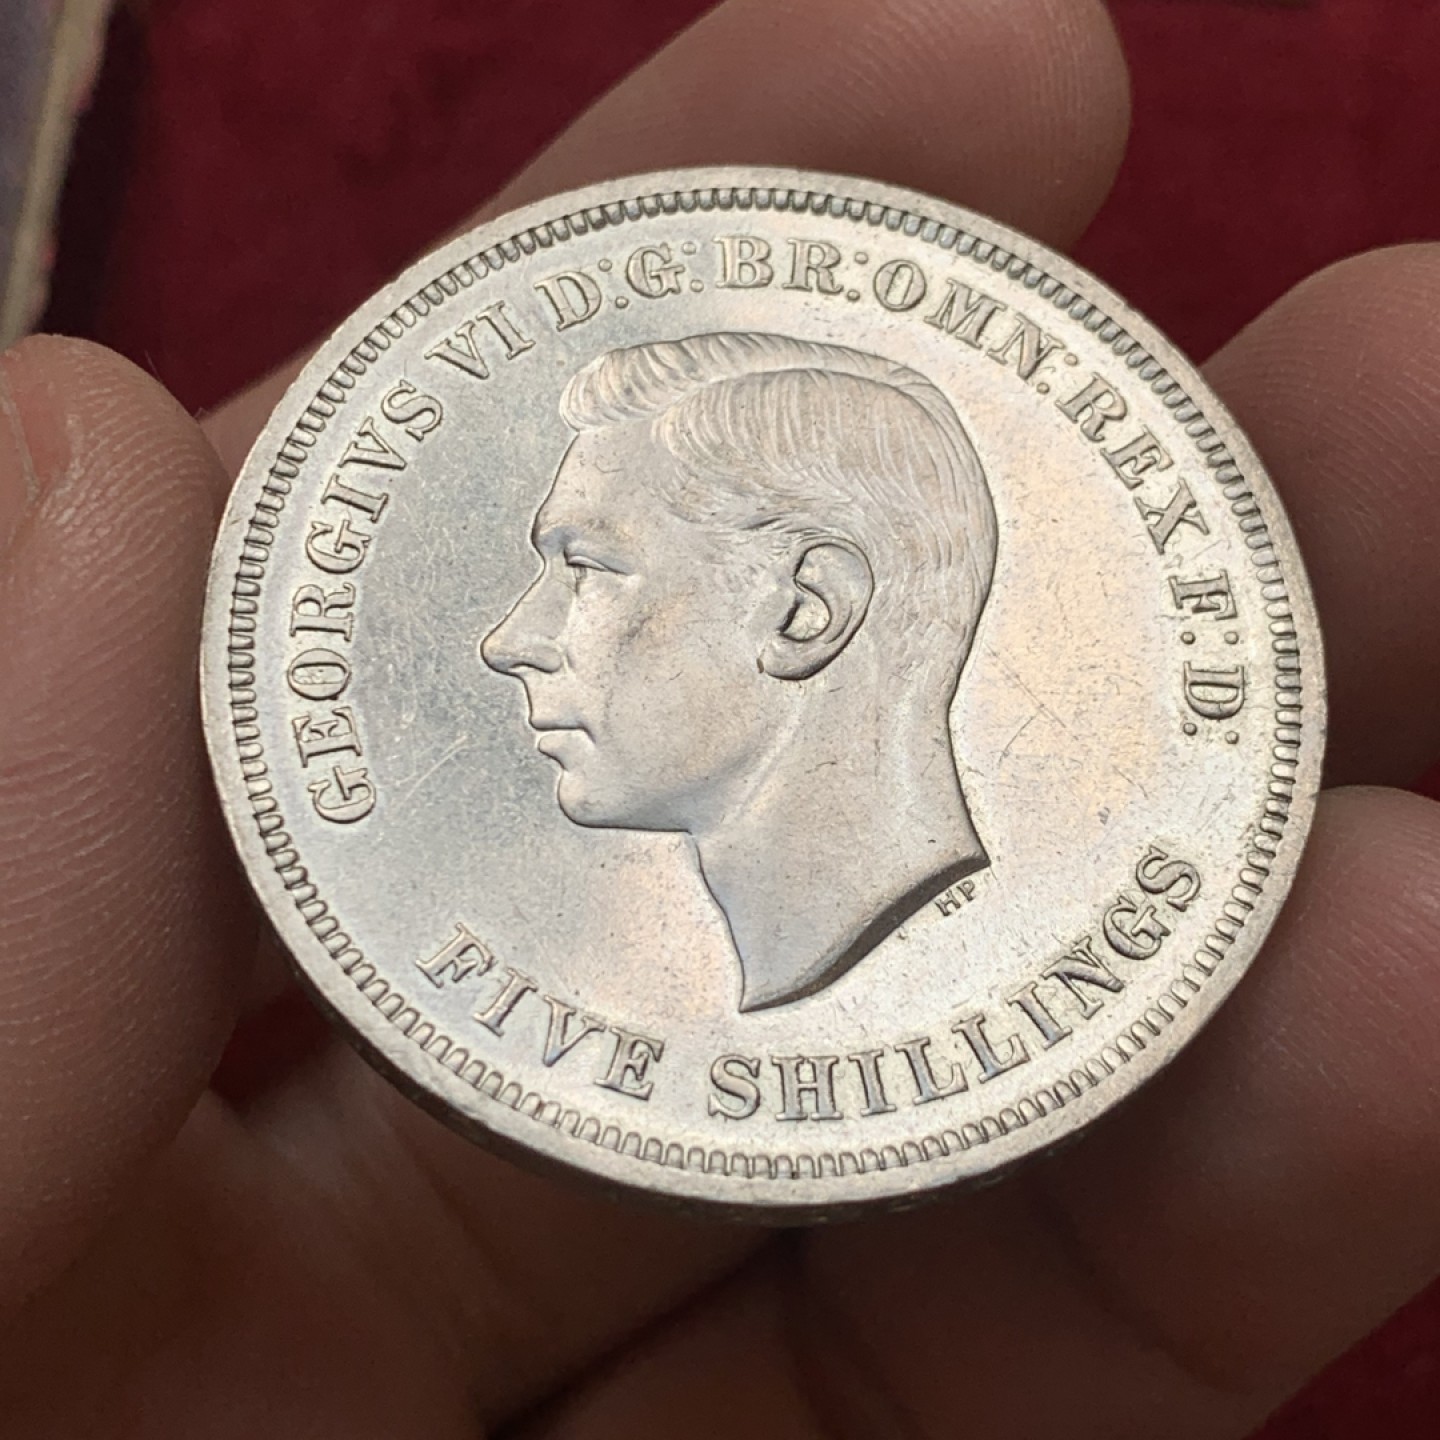 GEORGIVS VI D:G:BR:OMN:REX F:D:
HP
FIVE SHILLINGS